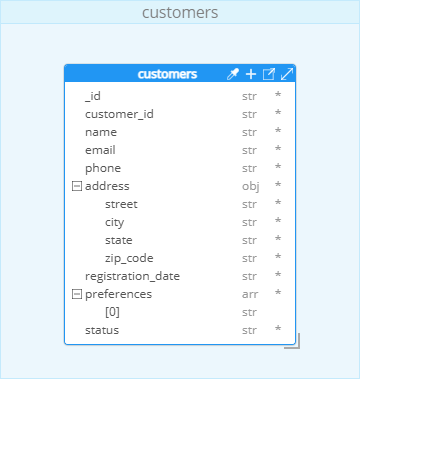 customers
customers
_id str *
customer_id str *
name str *
email str *
phone str *
address obj *
street str *
city str *
state str *
zip_code str *
registration_date str *
preferences arr *
[0] str
status str *